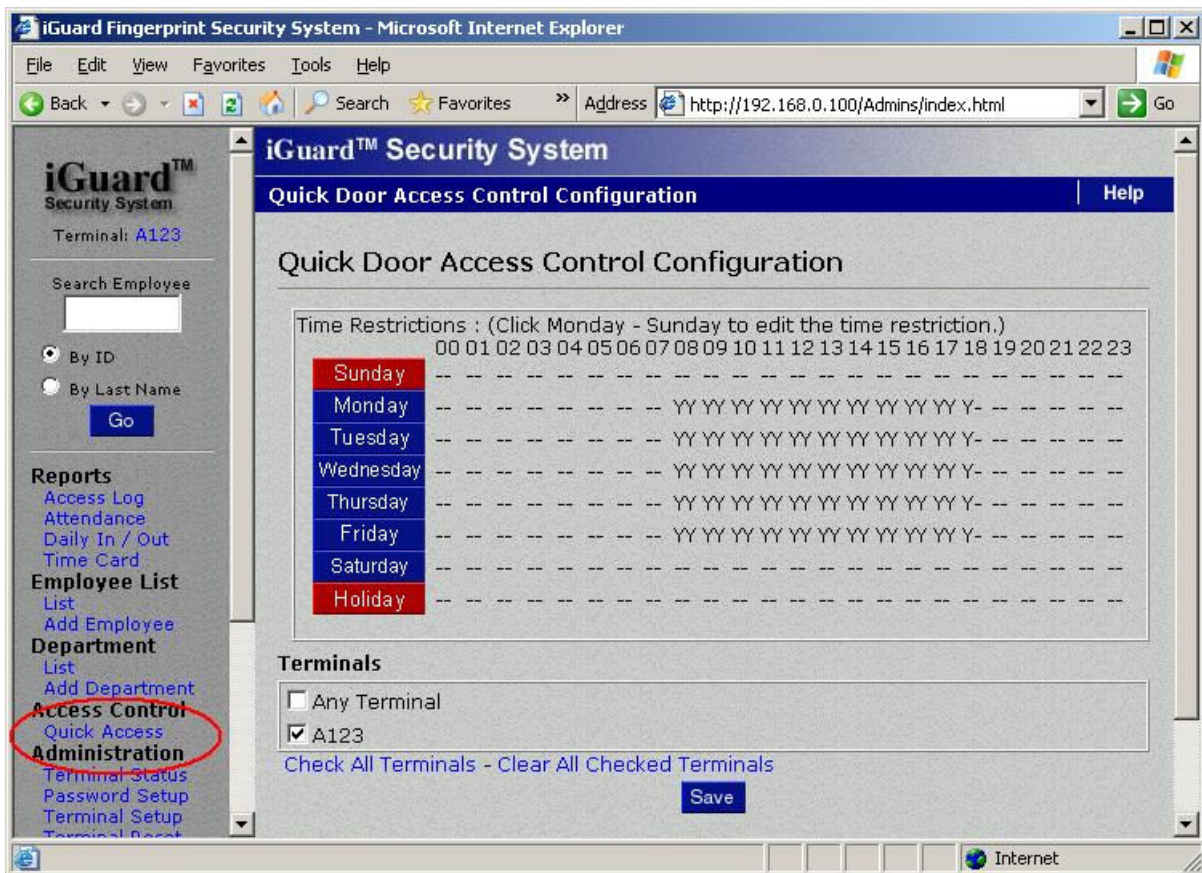 iGuard Fingerprint Security System - Microsoft Internet Explorer
File Edit View Favorites Tools Help
Back Search Favorites » Address http://192.168.0.100/Admins/index.html Go
iGuard™
Security System
Terminal: A123
Search Employee
By ID
By Last Name
Go
Reports
Access Log
Attendance
Daily In / Out
Time Card
Employee List
List
Add Employee
Department
List
Add Department
Access Control
Quick Access
Administration
Terminal Status
Password Setup
Terminal Setup
Terminal Reset
iGuard™ Security System
Quick Door Access Control Configuration | Help
Quick Door Access Control Configuration
Time Restrictions : (Click Monday - Sunday to edit the time restriction.)
00 01 02 03 04 05 06 07 08 09 10 11 12 13 14 15 16 17 18 19 20 21 22 23
Sunday -- -- -- -- -- -- -- -- -- -- -- -- -- -- -- -- -- -- -- -- -- -- -- --
Monday -- -- -- -- -- -- -- -- YY YY YY YY YY YY YY YY YY YY Y- -- -- -- -- --
Tuesday -- -- -- -- -- -- -- -- YY YY YY YY YY YY YY YY YY YY Y- -- -- -- -- --
Wednesday -- -- -- -- -- -- -- -- YY YY YY YY YY YY YY YY YY YY Y- -- -- -- -- --
Thursday -- -- -- -- -- -- -- -- YY YY YY YY YY YY YY YY YY YY Y- -- -- -- -- --
Friday -- -- -- -- -- -- -- -- YY YY YY YY YY YY YY YY YY YY Y- -- -- -- -- --
Saturday -- -- -- -- -- -- -- -- -- -- -- -- -- -- -- -- -- -- -- -- -- -- -- --
Holiday -- -- -- -- -- -- -- -- -- -- -- -- -- -- -- -- -- -- -- -- -- -- -- --
Terminals
Any Terminal
A123
Check All Terminals - Clear All Checked Terminals
Save
Internet